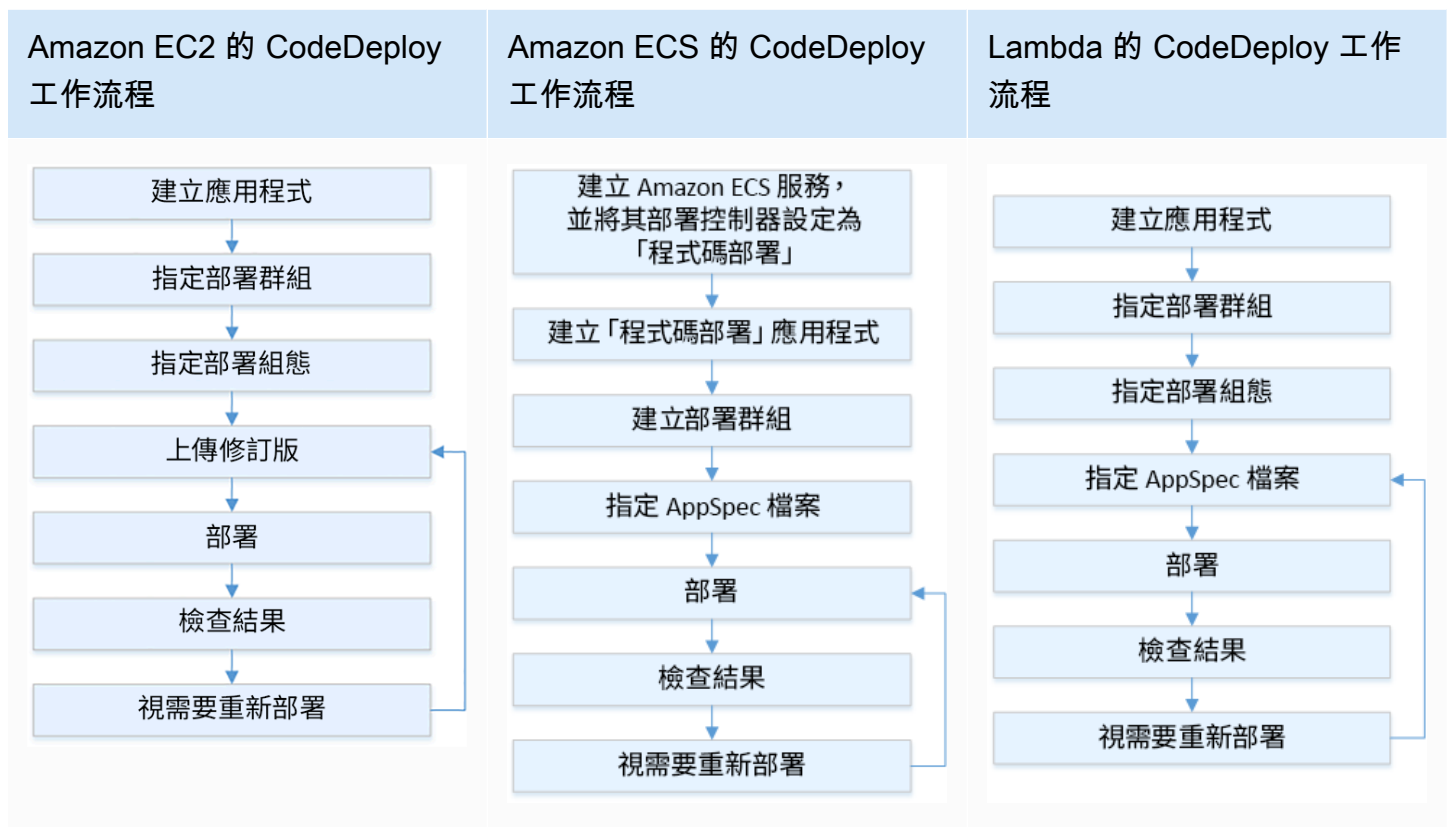 Amazon EC2 的 CodeDeploy
工作流程
Amazon ECS 的 CodeDeploy
工作流程
Lambda 的 CodeDeploy 工作
流程
建立應用程式
指定部署群組
指定部署組態
上傳修訂版
部署
檢查結果
視需要重新部署
建立 Amazon ECS 服務，
並將其部署控制器設定為
「程式碼部署」
建立「程式碼部署」應用程式
建立部署群組
指定 AppSpec 檔案
部署
檢查結果
視需要重新部署
建立應用程式
指定部署群組
指定部署組態
指定 AppSpec 檔案
部署
檢查結果
視需要重新部署